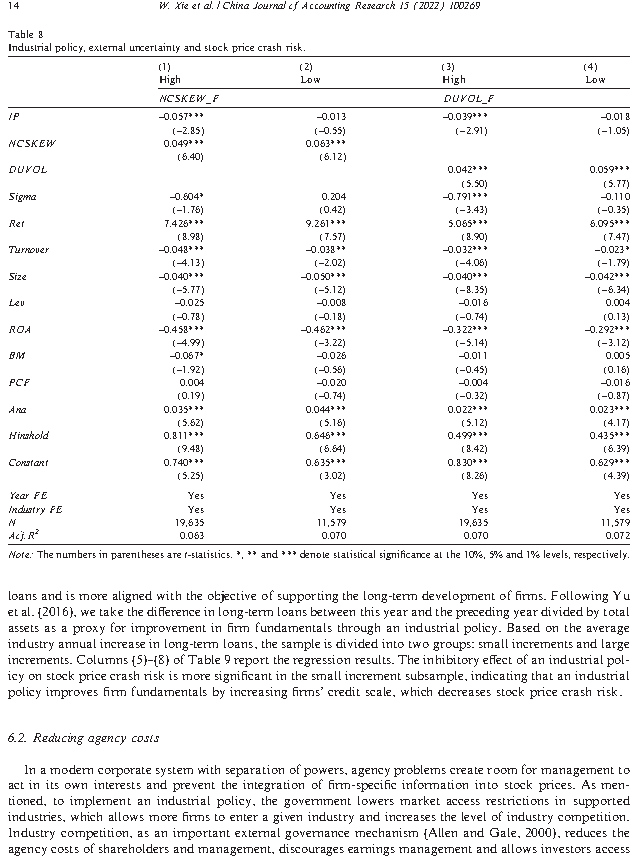 14 W. Xie et al. / China Journal of Accounting Research 15 (2022) 100269
Table 8
Industrial policy, external uncertainty and stock price crash risk.
(1) (2) (3) (4)
High Low High Low
NCSKEW_F DUVOL_F
IP −0.057*** −0.013 −0.039*** −0.018
(−2.85) (−0.55) (−2.91) (−1.05)
NCSKEW 0.049*** 0.063***
(6.40) (6.12)
DUVOL 0.042*** 0.059***
(5.50) (5.77)
Sigma −0.604* 0.204 −0.791*** −0.110
(−1.76) (0.42) (−3.43) (−0.35)
Ret 7.426*** 9.261*** 5.065*** 6.095***
(8.98) (7.57) (8.90) (7.47)
Turnover −0.048*** −0.038** −0.032*** −0.023*
(−4.13) (−2.02) (−4.06) (−1.79)
Size −0.040*** −0.050*** −0.040*** −0.042***
(−5.77) (−5.12) (−8.35) (−6.34)
Lev −0.025 −0.008 −0.016 0.004
(−0.78) (−0.18) (−0.74) (0.13)
ROA −0.458*** −0.462*** −0.322*** −0.292***
(−4.99) (−3.22) (−5.14) (−3.12)
BM −0.067* −0.026 −0.011 0.005
(−1.92) (−0.56) (−0.45) (0.16)
PCF 0.004 −0.020 −0.004 −0.016
(0.19) (−0.74) (−0.32) (−0.87)
Ana 0.035*** 0.044*** 0.022*** 0.023***
(5.62) (5.16) (5.12) (4.17)
Hinshold 0.811*** 0.646*** 0.499*** 0.435***
(9.48) (6.64) (8.42) (6.39)
Constant 0.740*** 0.635*** 0.830*** 0.629***
(5.25) (3.02) (8.26) (4.39)
Year FE Yes Yes Yes Yes
Industry FE Yes Yes Yes Yes
N 19,635 11,579 19,635 11,579
Adj. R² 0.063 0.070 0.070 0.072
Note: The numbers in parentheses are t-statistics. *, ** and *** denote statistical significance at the 10%, 5% and 1% levels, respectively.
loans and is more aligned with the objective of supporting the long-term development of firms. Following Yu
et al. (2016), we take the difference in long-term loans between this year and the preceding year divided by total
assets as a proxy for improvement in firm fundamentals through an industrial policy. Based on the average
industry annual increase in long-term loans, the sample is divided into two groups: small increments and large
increments. Columns (5)–(8) of Table 9 report the regression results. The inhibitory effect of an industrial pol-
icy on stock price crash risk is more significant in the small increment subsample, indicating that an industrial
policy improves firm fundamentals by increasing firms' credit scale, which decreases stock price crash risk.
6.2. Reducing agency costs
In a modern corporate system with separation of powers, agency problems create room for management to
act in its own interests and prevent the integration of firm-specific information into stock prices. As men-
tioned, to implement an industrial policy, the government lowers market access restrictions in supported
industries, which allows more firms to enter a given industry and increases the level of industry competition.
Industry competition, as an important external governance mechanism (Allen and Gale, 2000), reduces the
agency costs of shareholders and management, discourages earnings management and allows investors access